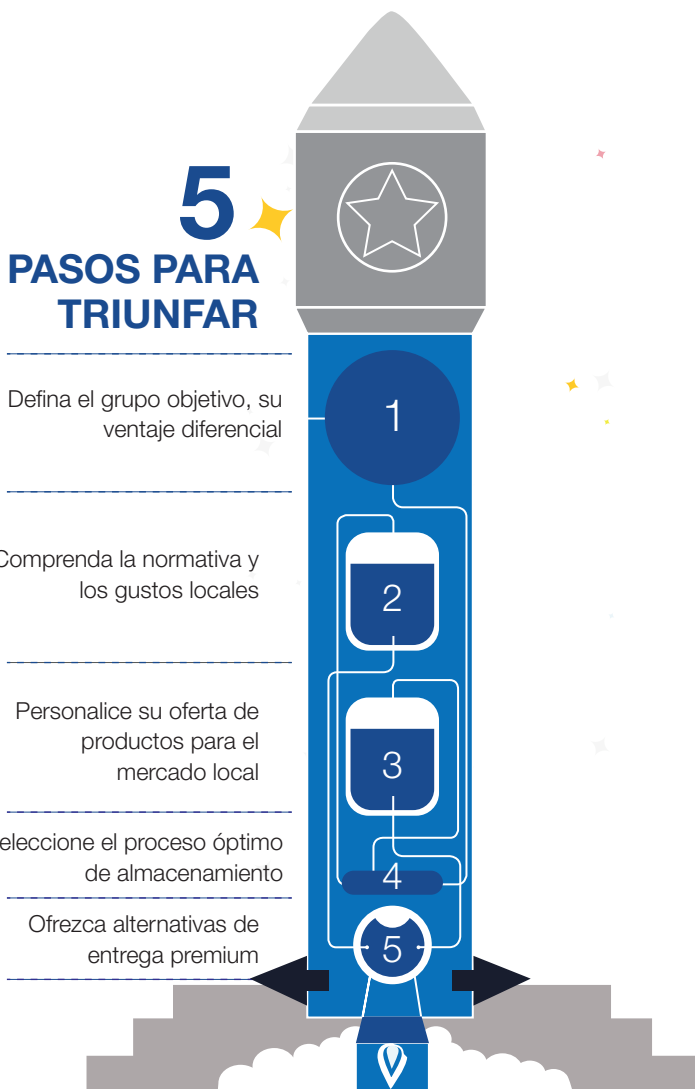 5
PASOS PARA
TRIUNFAR
Defina el grupo objetivo, su
ventaje diferencial
1
Comprenda la normativa y
los gustos locales
2
Personalice su oferta de
productos para el
mercado local
3
eleccione el proceso óptimo
de almacenamiento
4
Ofrezca alternativas de
entrega premium
5